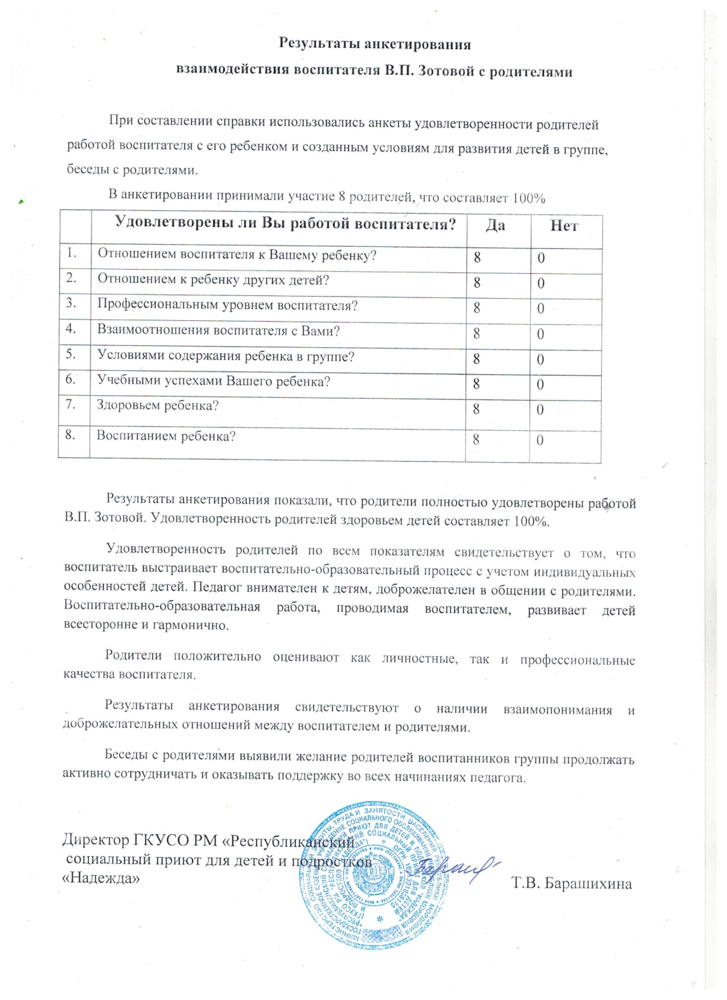 Результаты анкетирования
взаимодействия воспитателя В.П. Зотовой с родителями
При составлении справки использовались анкеты удовлетворенности родителей
работой воспитателя с его ребенком и созданным условиям для развития детей в группе,
беседы с родителями.
В анкетировании принимали участие 8 родителей, что составляет 100%
Удовлетворены ли Вы работой воспитателя? Да Нет
1. Отношением воспитателя к Вашему ребенку? 8 0
2. Отношением к ребенку других детей? 8 0
3. Профессиональным уровнем воспитателя? 8 0
4. Взаимоотношения воспитателя с Вами? 8 0
5. Условиями содержания ребенка в группе? 8 0
6. Учебными успехами Вашего ребенка? 8 0
7. Здоровьем ребенка? 8 0
8. Воспитанием ребенка? 8 0
Результаты анкетирования показали, что родители полностью удовлетворены работой
В.П. Зотовой. Удовлетворенность родителей здоровьем детей составляет 100%.
Удовлетворенность родителей по всем показателям свидетельствует о том, что
воспитатель выстраивает воспитательно-образовательный процесс с учетом индивидуальных
особенностей детей. Педагог внимателен к детям, доброжелателен в общении с родителями.
Воспитательно-образовательная работа, проводимая воспитателем, развивает детей
всесторонне и гармонично.
Родители положительно оценивают как личностные, так и профессиональные
качества воспитателя.
Результаты анкетирования свидетельствуют о наличии взаимопонимания и
доброжелательных отношений между воспитателем и родителями.
Беседы с родителями выявили желание родителей воспитанников группы продолжать
активно сотрудничать и оказывать поддержку во всех начинаниях педагога.
Директор ГКУСО РМ «Республиканский
социальный приют для детей и подростков
«Надежда»
Т.В. Барашихина